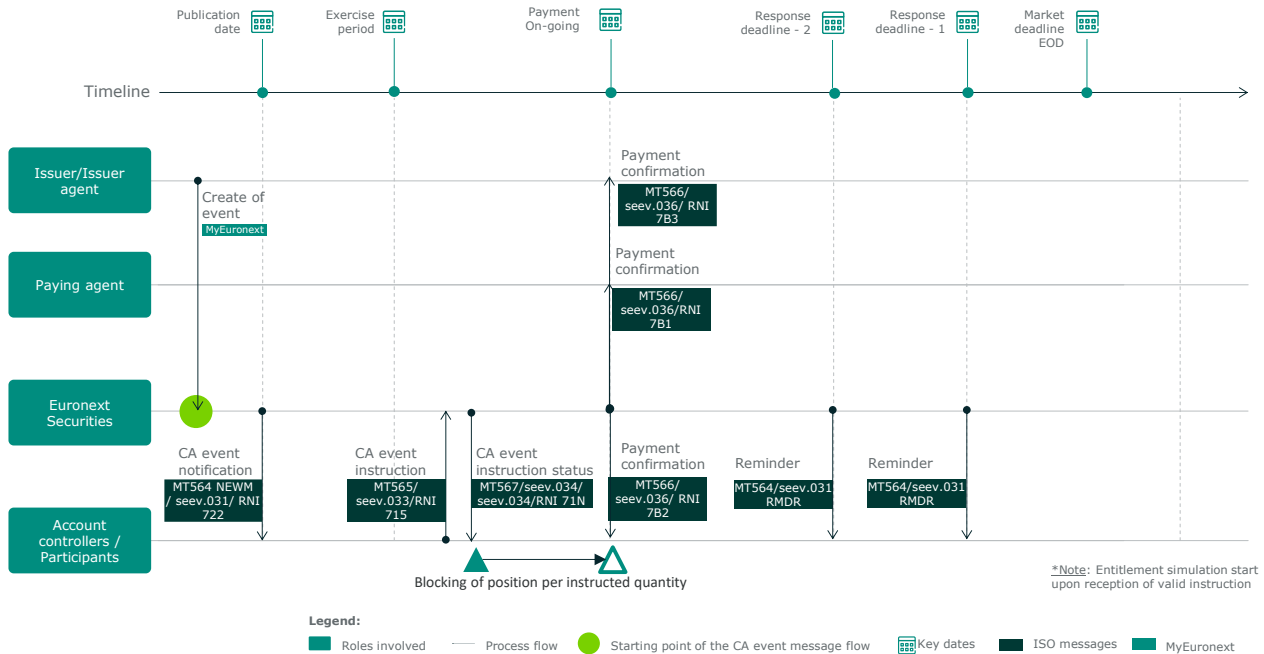 Publication
date
Exercise
period
Payment
On-going
Response
deadline - 2
Response
deadline - 1
Market
deadline
EOD
Timeline
Issuer/Issuer
agent
Create of
event
MyEuronext
Payment
confirmation
MT566/
seev.036/ RNI
7B3
Paying agent
Payment
confirmation
MT566/
seev.036/RNI
7B1
Euronext
Securities
CA event
notification
MT564 NEWM
/ seev.031/ RNI
722
CA event
instruction
MT565/
seev.033/RNI
715
CA event
instruction status
MT567/seev.034/
seev.034/RNI 71N
Payment
confirmation
MT566/
seev.036/ RNI
7B2
Reminder
MT564/seev.031
RMDR
Reminder
MT564/seev.031
RMDR
Account
controllers /
Participants
Blocking of position per instructed quantity
*Note: Entitlement simulation start
upon reception of valid instruction
Legend:
Roles involved
Process flow
Starting point of the CA event message flow
Key dates
ISO messages
MyEuronext